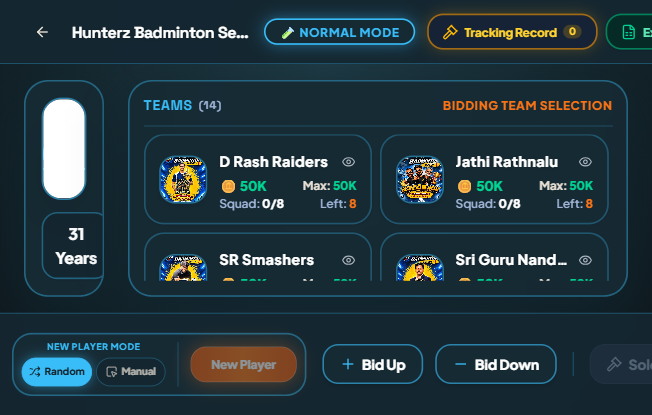 Hunterz Badminton Se...
NORMAL MODE
Tracking Record 0
31
Years
TEAMS (14)
BIDDING TEAM SELECTION
D Rash Raiders
50K Max: 50K
Squad: 0/8 Left: 8
Jathi Rathnalu
50K Max: 50K
Squad: 0/8 Left: 8
SR Smashers
Sri Guru Nand...
NEW PLAYER MODE
Random Manual
New Player
+ Bid Up
− Bid Down